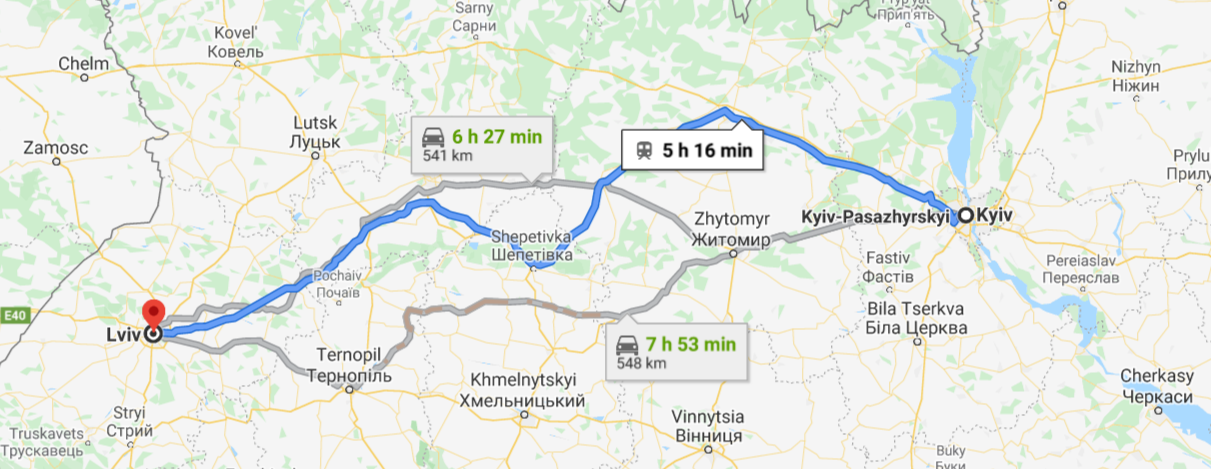 Prypyat'
Прип'ять
Sarny
Сарни
Kovel'
Ковель
Chelm
Nizhyn
Ніжин
Lutsk
Луцьк
6 h 27 min
541 km
5 h 16 min
Zamosc
Prylu
Прилу
Zhytomyr
Житомир
Kyiv-Pasazhyrskyi
Kyiv
Shepetivka
Шепетівка
Fastiv
Фастів
Pereiaslav
Переяслав
Pochaiv
Почаїв
E40
Lviv
Bila Tserkva
Біла Церква
7 h 53 min
548 km
Ternopil
Тернопіль
Khmelnytskyi
Хмельницький
Cherkasy
Черкаси
Stryi
Стрий
Vinnytsia
Вінниця
Truskavets
Трускавець
Buky
Буки